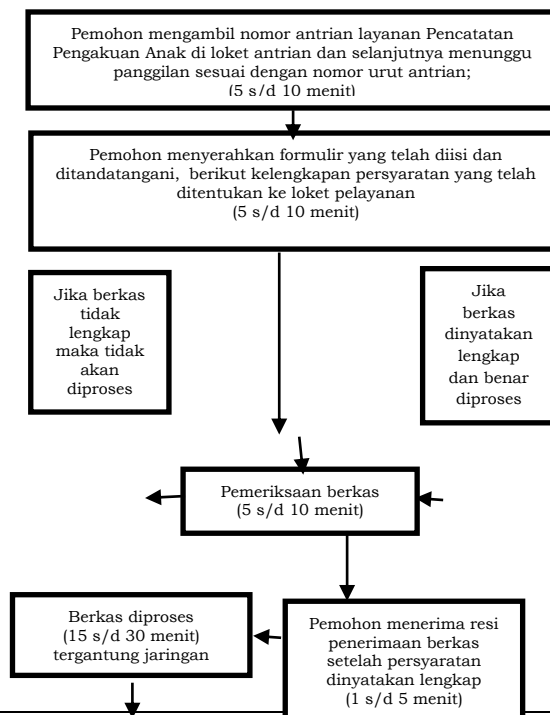 Pemohon mengambil nomor antrian layanan Pencatatan
Pengakuan Anak di loket antrian dan selanjutnya menunggu
panggilan sesuai dengan nomor urut antrian;
(5 s/d 10 menit)
Pemohon menyerahkan formulir yang telah diisi dan
ditandatangani, berikut kelengkapan persyaratan yang telah
ditentukan ke loket pelayanan
(5 s/d 10 menit)
Jika berkas
tidak
lengkap
maka tidak
akan
diproses
Jika
berkas
dinyatakan
lengkap
dan benar
diproses
Pemeriksaan berkas
(5 s/d 10 menit)
Berkas diproses
(15 s/d 30 menit)
tergantung jaringan
Pemohon menerima resi
penerimaan berkas
setelah persyaratan
dinyatakan lengkap
(1 s/d 5 menit)